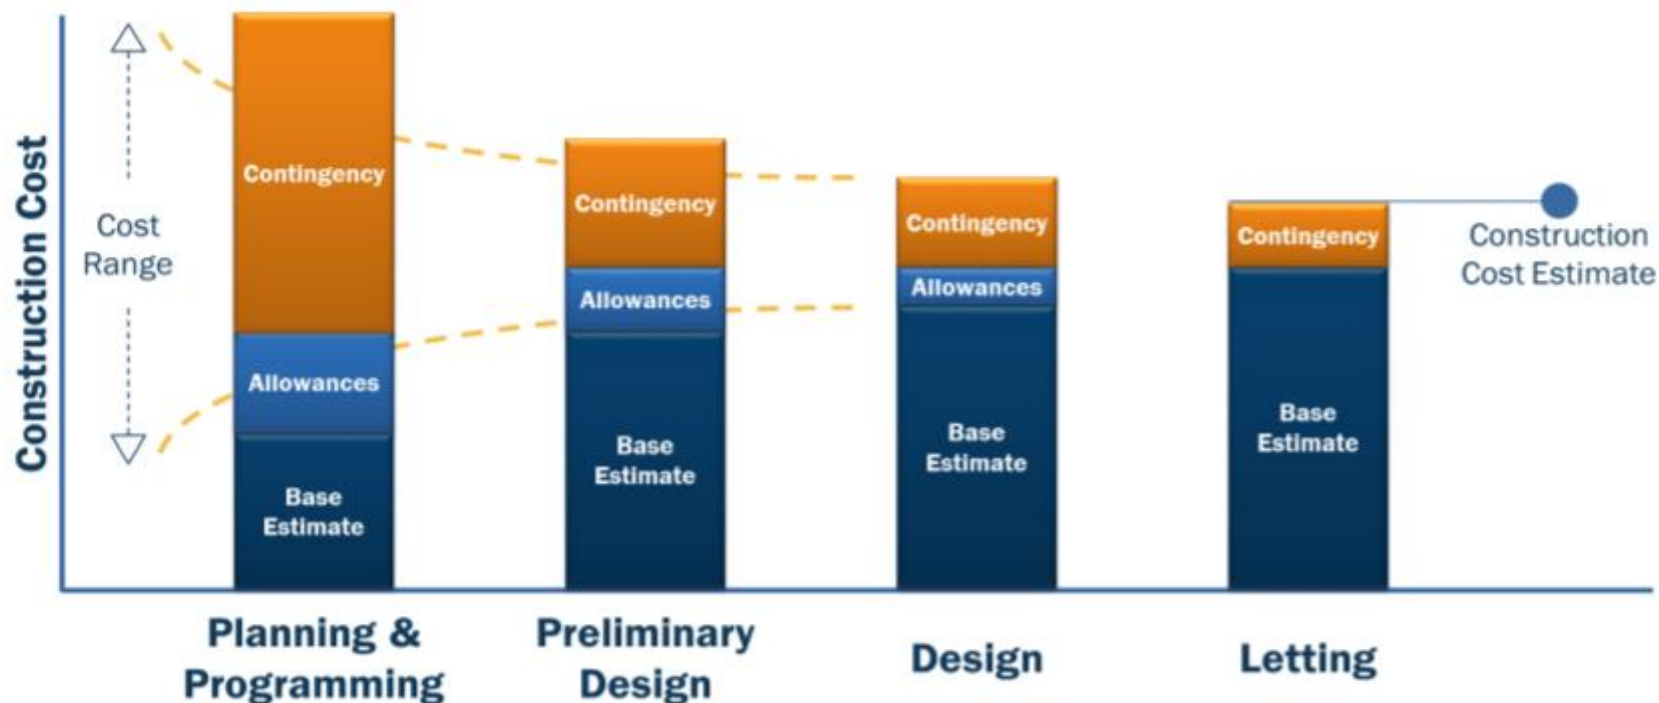 Construction Cost
Cost
Range
Contingency
Allowances
Base
Estimate
Contingency
Allowances
Base
Estimate
Contingency
Allowances
Base
Estimate
Contingency
Base
Estimate
Construction
Cost Estimate
Planning &
Programming
Preliminary
Design
Design
Letting